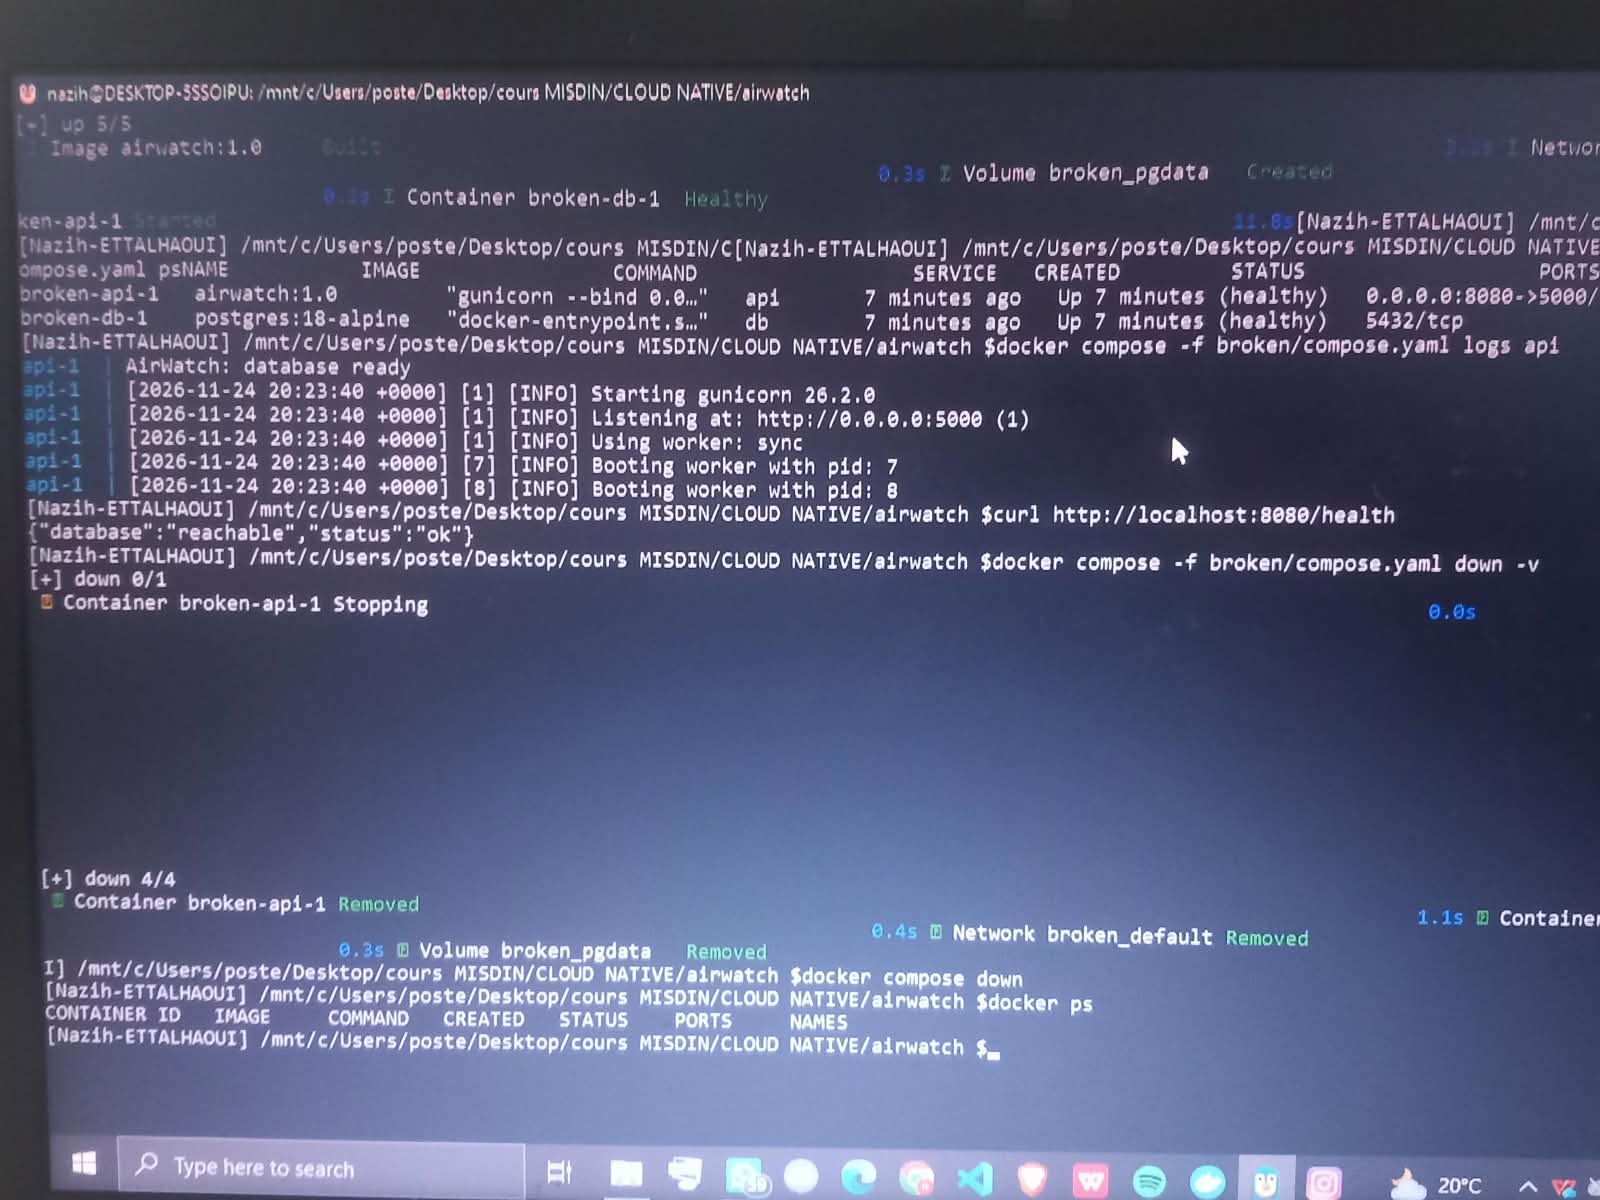 nazih@DESKTOP-5SSOIPU: /mnt/c/Users/poste/Desktop/cours MISDIN/CLOUD NATIVE/airwatch
[+] up 5/5
Image airwatch:1.0 Built
Networ
0.3s Volume broken_pgdata Created
Container broken-db-1 Healthy
ken-api-1 Started
11.8s[Nazih-ETTALHAOUI] /mnt/c
[Nazih-ETTALHAOUI] /mnt/c/Users/poste/Desktop/cours MISDIN/C[Nazih-ETTALHAOUI] /mnt/c/Users/poste/Desktop/cours MISDIN/CLOUD NATIVE
ompose.yaml psNAME IMAGE COMMAND SERVICE CREATED STATUS PORTS
broken-api-1 airwatch:1.0 "gunicorn --bind 0.0…" api 7 minutes ago Up 7 minutes (healthy) 0.0.0.0:8080->5000/
broken-db-1 postgres:18-alpine "docker-entrypoint.s…" db 7 minutes ago Up 7 minutes (healthy) 5432/tcp
[Nazih-ETTALHAOUI] /mnt/c/Users/poste/Desktop/cours MISDIN/CLOUD NATIVE/airwatch $docker compose -f broken/compose.yaml logs api
api-1 | AirWatch: database ready
api-1 | [2026-11-24 20:23:40 +0000] [1] [INFO] Starting gunicorn 26.2.0
api-1 | [2026-11-24 20:23:40 +0000] [1] [INFO] Listening at: http://0.0.0.0:5000 (1)
api-1 | [2026-11-24 20:23:40 +0000] [1] [INFO] Using worker: sync
api-1 | [2026-11-24 20:23:40 +0000] [7] [INFO] Booting worker with pid: 7
api-1 | [2026-11-24 20:23:40 +0000] [8] [INFO] Booting worker with pid: 8
[Nazih-ETTALHAOUI] /mnt/c/Users/poste/Desktop/cours MISDIN/CLOUD NATIVE/airwatch $curl http://localhost:8080/health
{"database":"reachable","status":"ok"}
[Nazih-ETTALHAOUI] /mnt/c/Users/poste/Desktop/cours MISDIN/CLOUD NATIVE/airwatch $docker compose -f broken/compose.yaml down -v
[+] down 0/1
Container broken-api-1 Stopping 0.0s
[+] down 4/4
Container broken-api-1 Removed
1.1s Container
0.4s Network broken_default Removed
0.3s Volume broken_pgdata Removed
I] /mnt/c/Users/poste/Desktop/cours MISDIN/CLOUD NATIVE/airwatch $docker compose down
[Nazih-ETTALHAOUI] /mnt/c/Users/poste/Desktop/cours MISDIN/CLOUD NATIVE/airwatch $docker ps
CONTAINER ID IMAGE COMMAND CREATED STATUS PORTS NAMES
[Nazih-ETTALHAOUI] /mnt/c/Users/poste/Desktop/cours MISDIN/CLOUD NATIVE/airwatch $_
Type here to search
20°C